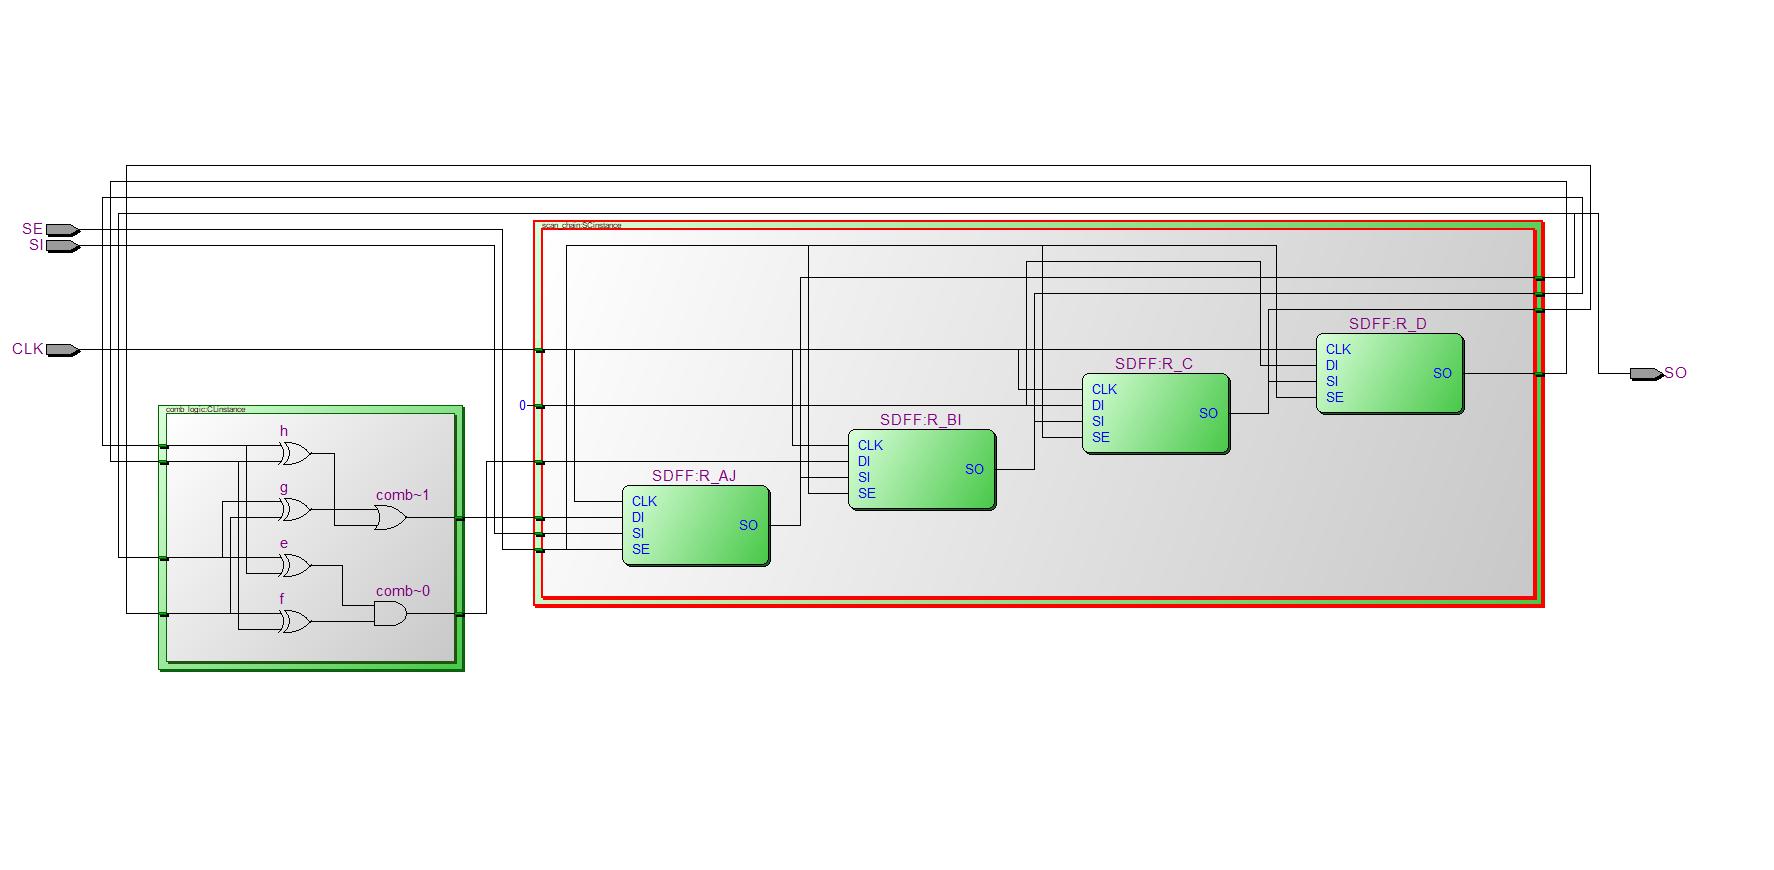 SE
SI
CLK
SO
scan_chain:SCinstance
0
SDFF:R_AJ
CLK
DI
SI
SE
SO
SDFF:R_BI
CLK
DI
SI
SE
SO
SDFF:R_C
CLK
DI
SI
SE
SO
SDFF:R_D
CLK
DI
SI
SE
SO
comb_logic:CLinstance
h
g
e
f
comb~1
comb~0